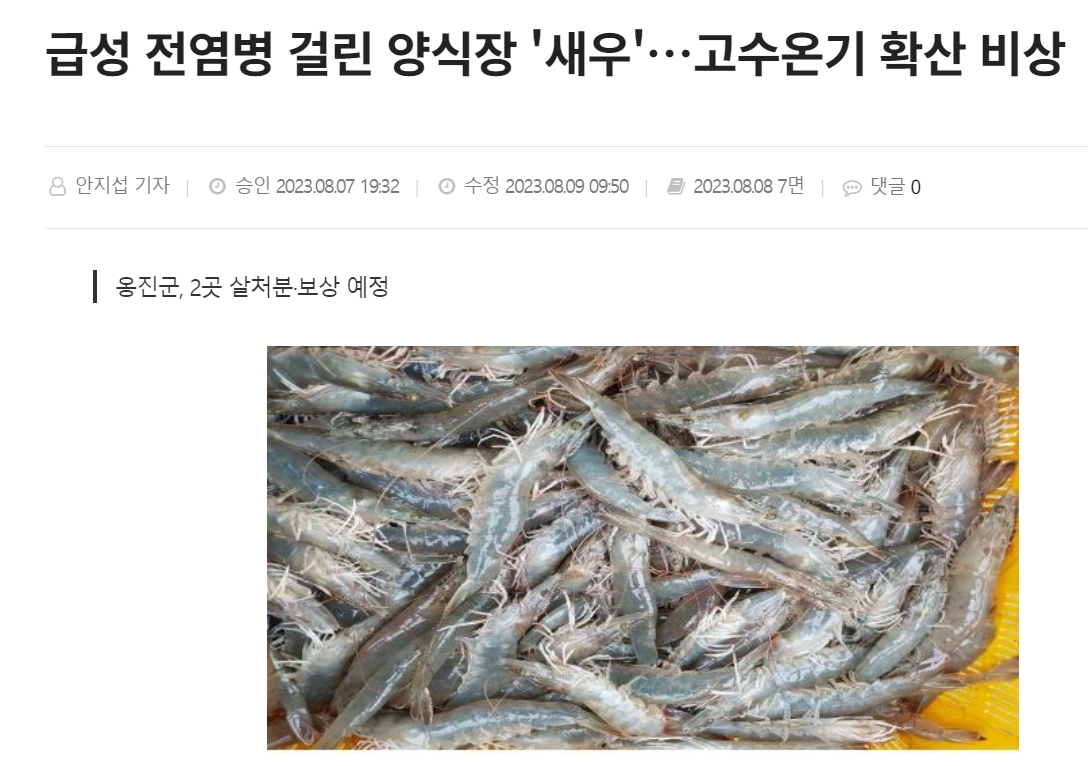 급성 전염병 걸린 양식장 '새우'…고수온기 확산 비상
안지섭 기자 | 승인 2023.08.07 19:32 | 수정 2023.08.09 09:50 | 2023.08.08 7면 | 댓글 0
옹진군, 2곳 살처분·보상 예정